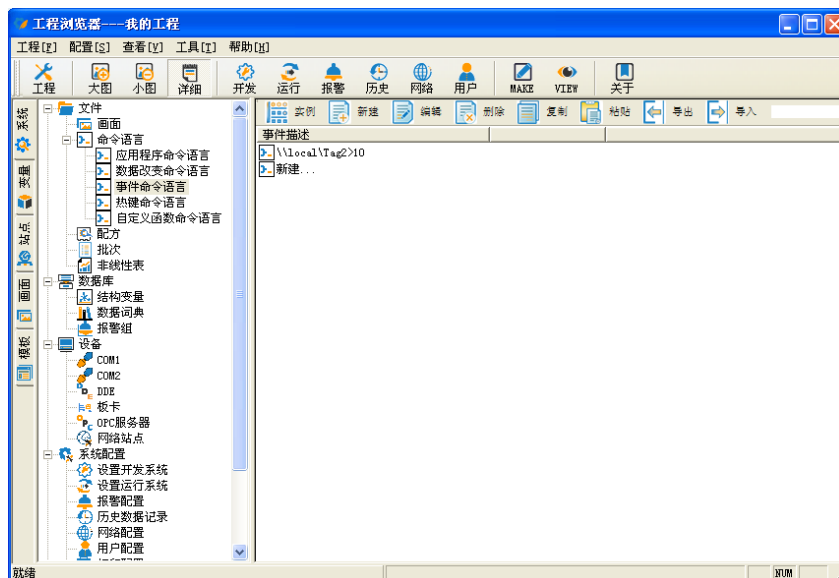 工程浏览器---我的工程
工程[F] 配置[S] 查看[V] 工具[T] 帮助[H]
工程 大图 小图 详细 开发 运行 报警 历史 网络 用户 MAKE VIEW 关于
系统
变量
站点
画面
模板
文件
画面
命令语言
应用程序命令语言
数据改变命令语言
事件命令语言
热键命令语言
自定义函数命令语言
配方
批次
非线性表
数据库
结构变量
数据词典
报警组
设备
COM1
COM2
DDE
板卡
OPC服务器
网络站点
系统配置
设置开发系统
设置运行系统
报警配置
历史数据记录
网络配置
用户配置
实例 新建 编辑 删除 复制 粘贴 导出 导入
事件描述
\\local\Tag2>10
新建...
就绪
NUM